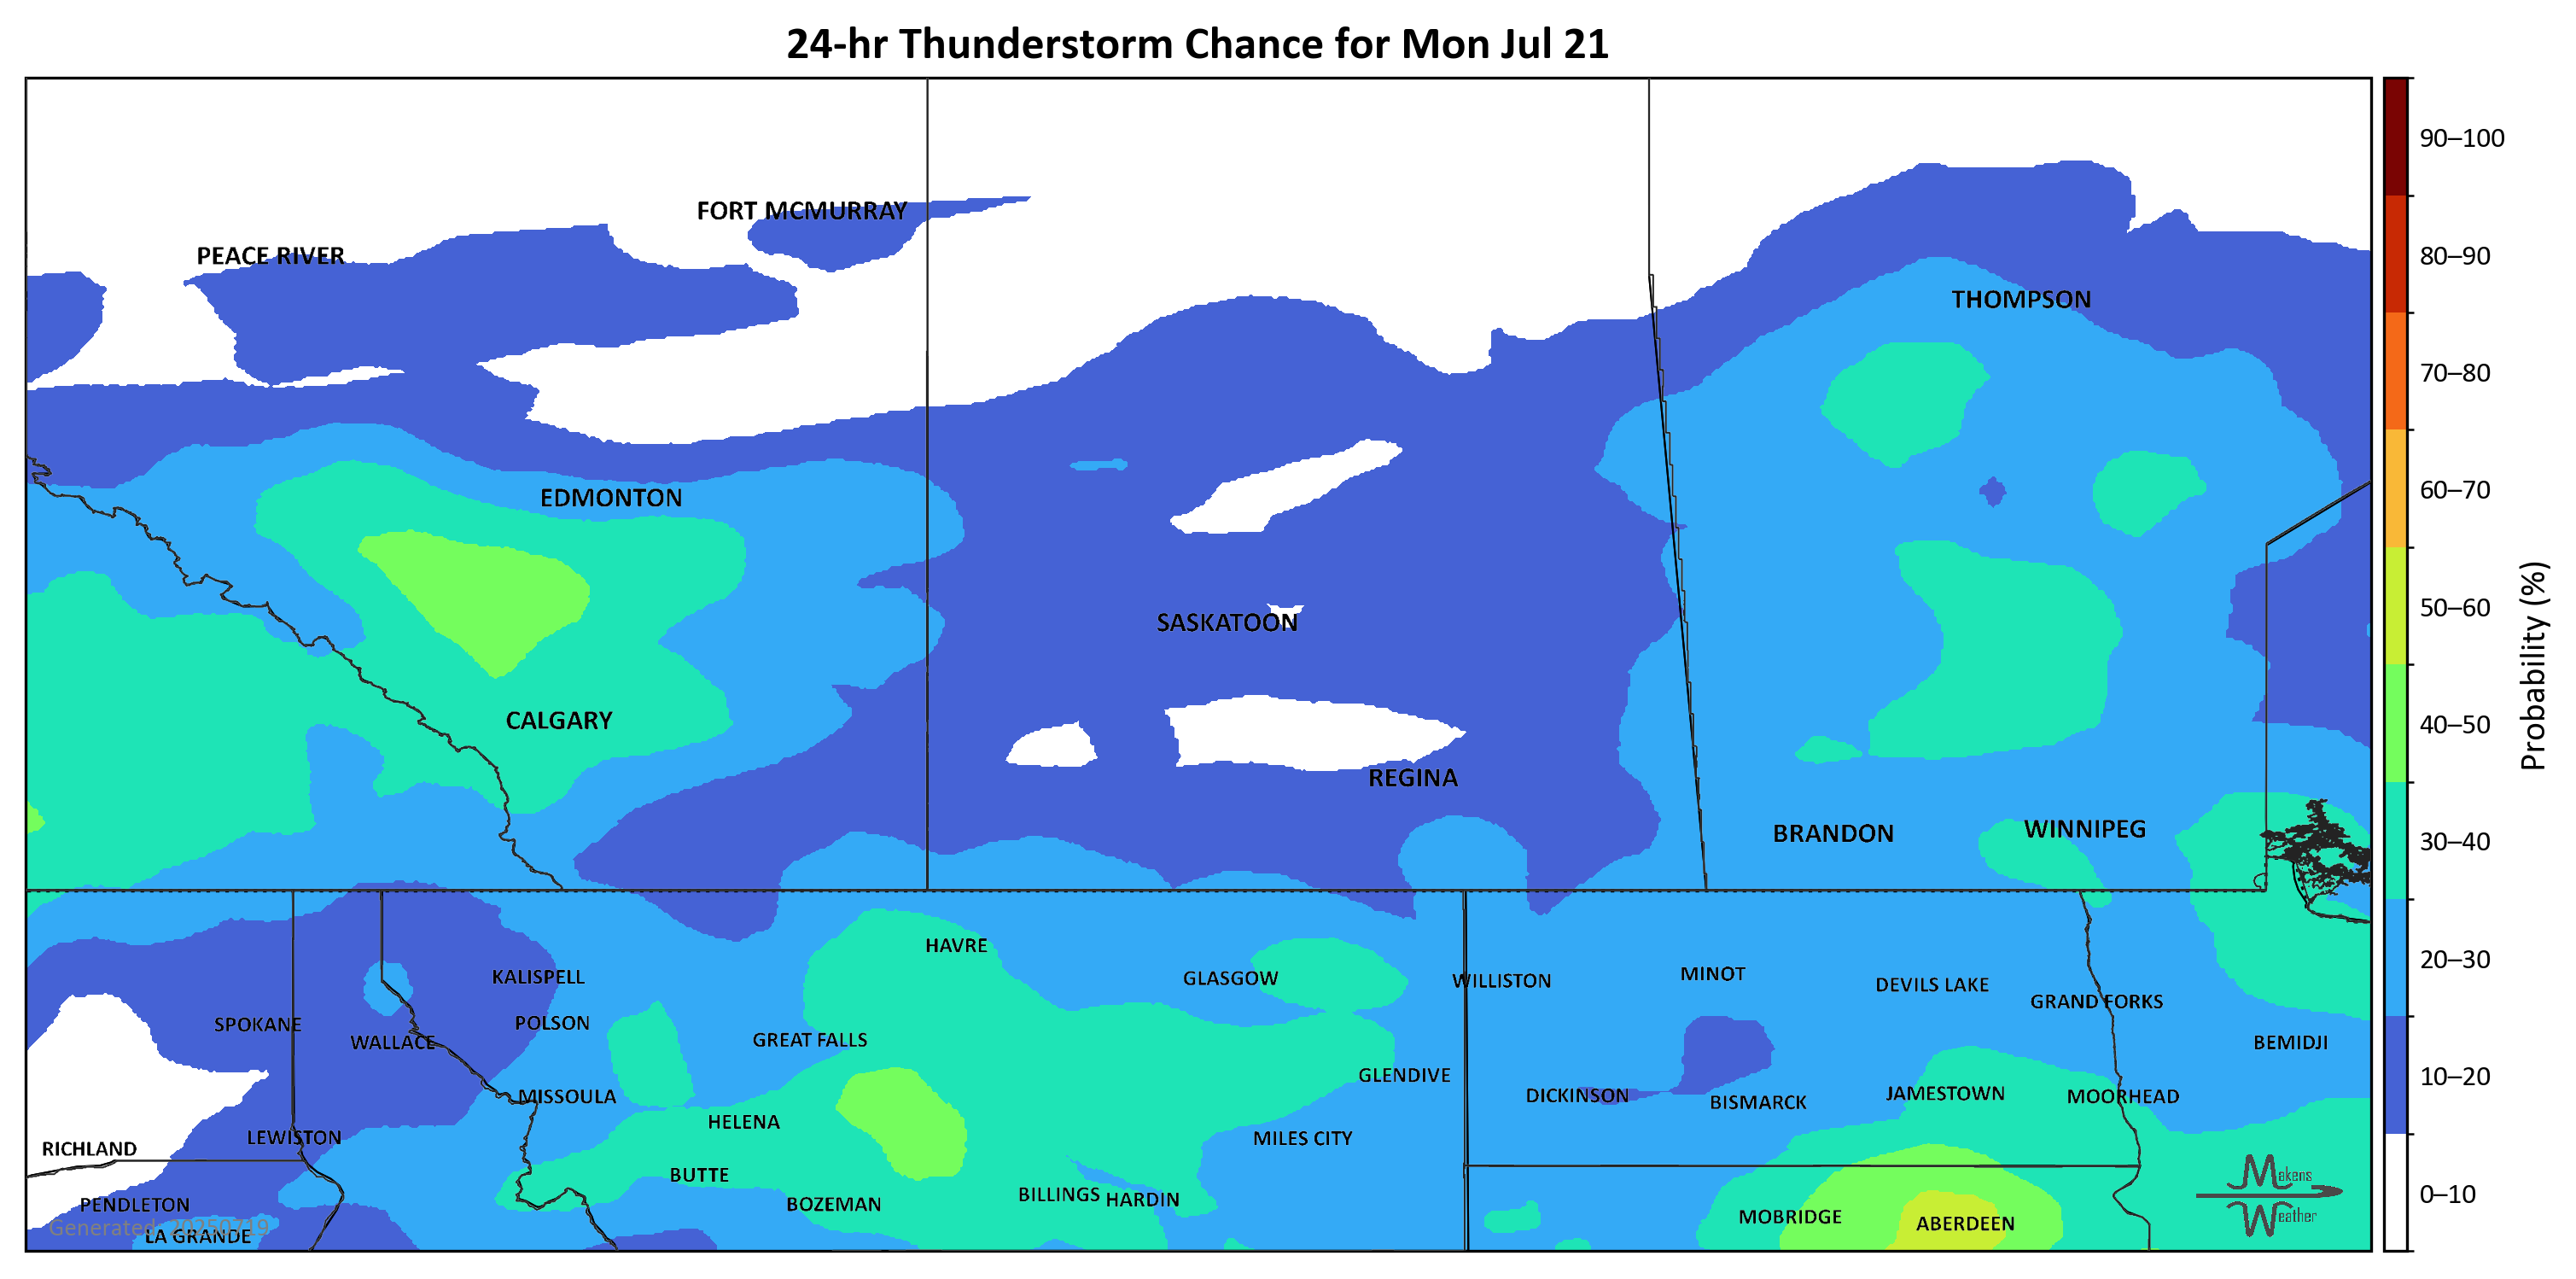 24-hr Thunderstorm Chance for Mon Jul 21
90–100
FORT MCMURRAY
PEACE RIVER
80–90
THOMPSON
70–80
60–70
EDMONTON
50–60
SASKATOON
Probability (%)
CALGARY
40–50
REGINA
WINNIPEG
BRANDON
30–40
HAVRE
20–30
MINOT
KALISPELL
GLASGOW
WILLISTON
DEVILS LAKE
GRAND FORKS
POLSON
SPOKANE
GREAT FALLS
WALLACE
BEMIDJI
GLENDIVE
10–20
JAMESTOWN
DICKINSON
MISSOULA
MOORHEAD
BISMARCK
HELENA
LEWISTON
MILES CITY
RICHLAND
BUTTE
Makens
0–10
BILLINGS
HARDIN
PENDLETON
BOZEMAN
Weather
MOBRIDGE
ABERDEEN
Generated: 20250719
LA GRANDE